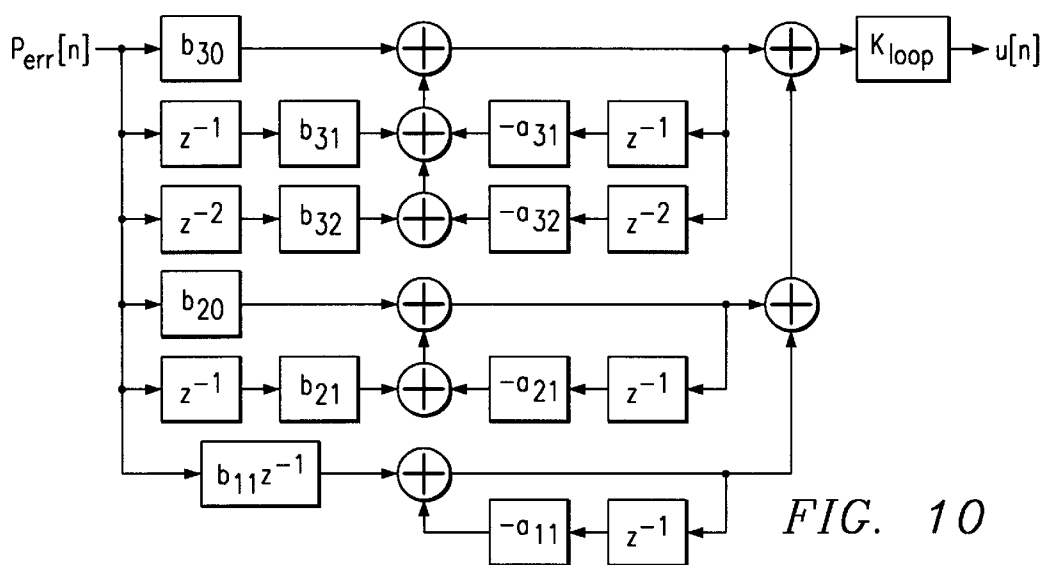 P_err[n]
b_30
K_loop
u[n]
z^-1
b_31
-a_31
z^-1
z^-2
b_32
-a_32
z^-2
b_20
z^-1
b_21
-a_21
z^-1
b_11 z^-1
-a_11
z^-1
FIG. 10